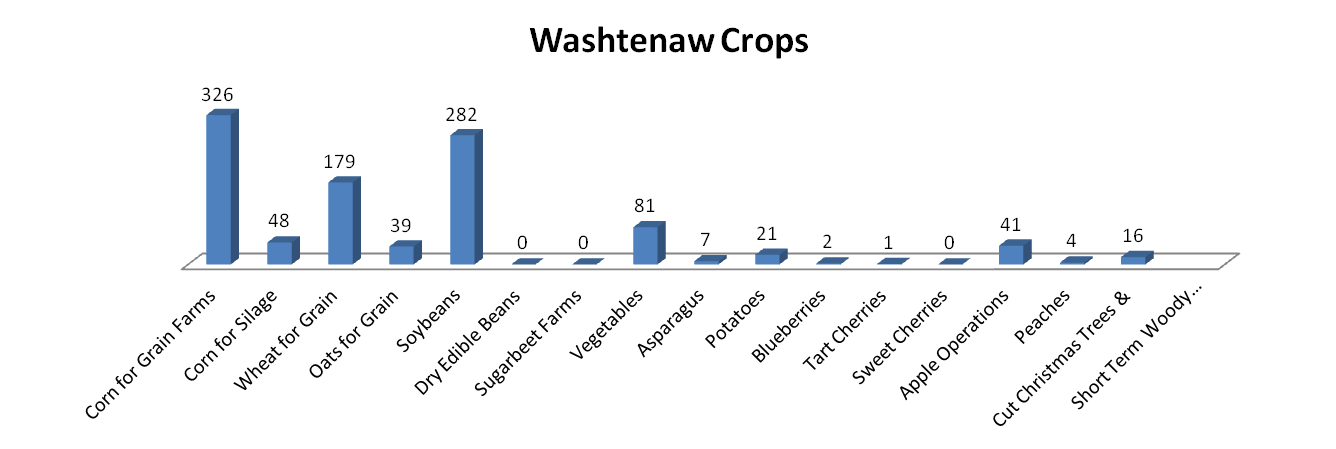 Washtenaw Crops
326
48
179
39
282
0
0
81
7
21
2
1
0
41
4
16
Corn for Grain Farms
Corn for Silage
Wheat for Grain
Oats for Grain
Soybeans
Dry Edible Beans
Sugarbeet Farms
Vegetables
Asparagus
Potatoes
Blueberries
Tart Cherries
Sweet Cherries
Apple Operations
Peaches
Cut Christmas Trees &
Short Term Woody...